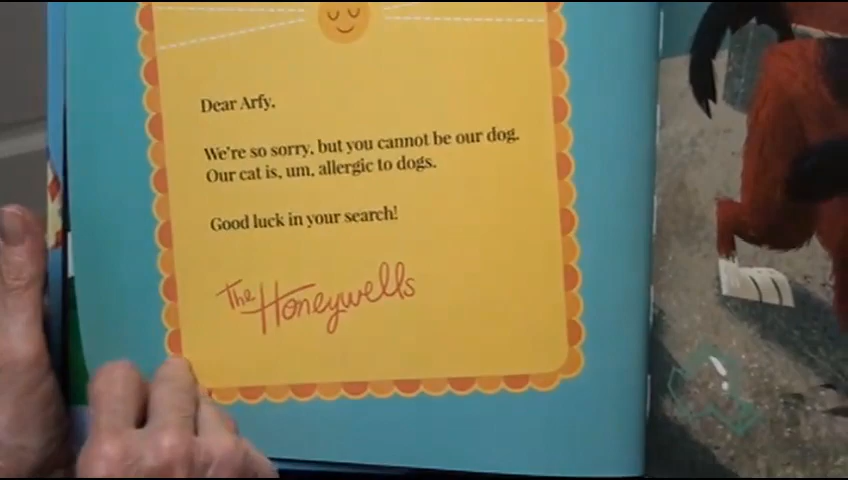 Dear Arfy,
We're so sorry, but you cannot be our dog.
Our cat is, um, allergic to dogs.
Good luck in your search!
The Honeywells